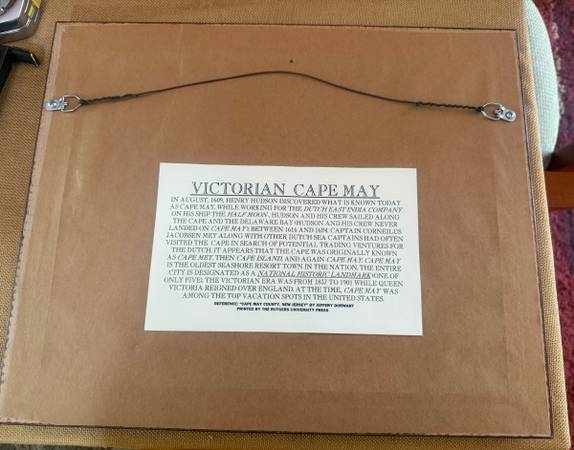 VICTORIAN CAPE MAY
IN AUGUST, 1609, HENRY HUDSON DISCOVERED WHAT IS KNOWN TODAY
AS CAPE MAY. WHILE WORKING FOR THE DUTCH EAST INDIA COMPANY
ON HIS SHIP THE HALF MOON, HUDSON AND HIS CREW SAILED ALONG
THE CAPE AND THE DELAWARE BAY (HUDSON AND HIS CREW NEVER
LANDED ON CAPE MAY). BETWEEN 1614 AND 1684, CAPTAIN CORNEILUS
JACOBSEN MEY ALONG WITH OTHER DUTCH SEA CAPTAINS HAD OFTEN
VISITED THE CAPE IN SEARCH OF POTENTIAL TRADING VENTURES FOR
THE DUTCH. IT APPEARS THAT THE CAPE WAS ORIGINALLY KNOWN
AS CAPE MEY, THEN CAPE ISLAND, AND AGAIN CAPE MAY. CAPE MAY
IS THE OLDEST SEASHORE RESORT TOWN IN THE NATION. THE ENTIRE
CITY IS DESIGNATED AS A NATIONAL HISTORIC LANDMARK (ONE OF
ONLY FIVE). THE VICTORIAN ERA WAS FROM 1837 TO 1901 WHILE QUEEN
VICTORIA REIGNED OVER ENGLAND. AT THE TIME, CAPE MAY WAS
AMONG THE TOP VACATION SPOTS IN THE UNITED STATES.
REFERENCE: "CAPE MAY COUNTY, NEW JERSEY" BY JEFFERY DORWART
PRINTED BY THE RUTGERS UNIVERSITY PRESS